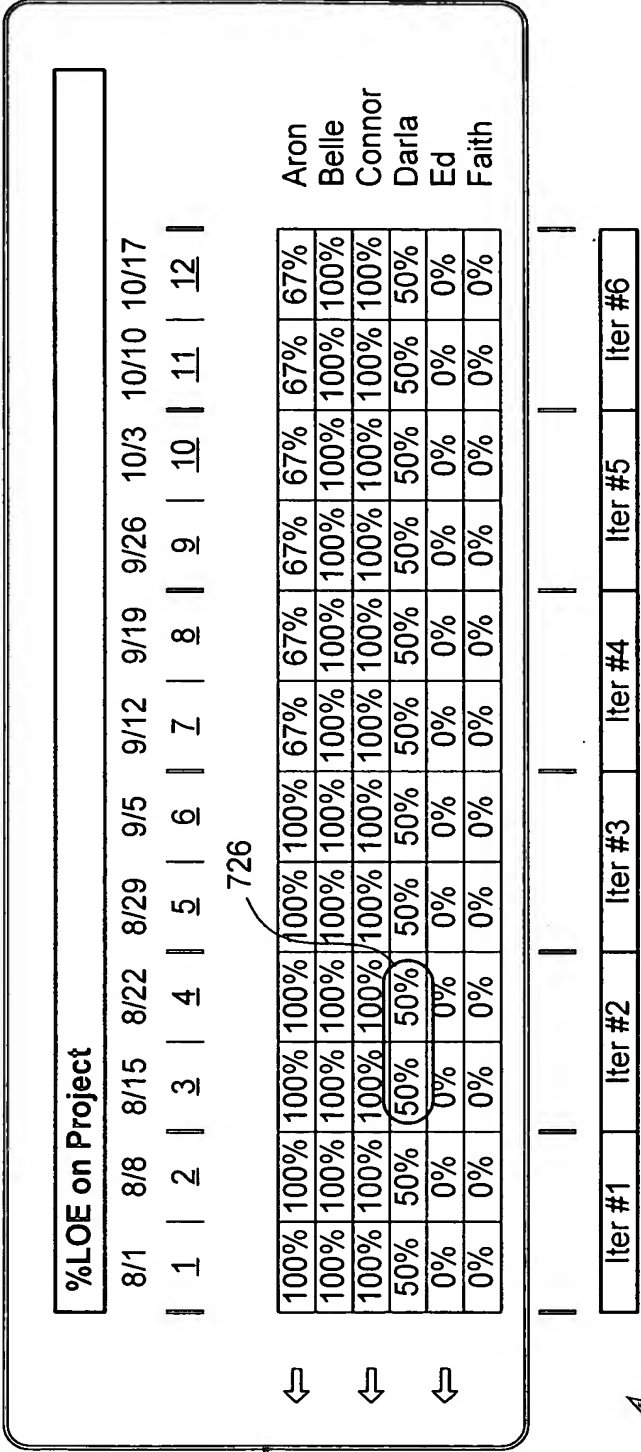 %LOE on Project
8/1 8/8 8/15 8/22 8/29 9/5 9/12 9/19 9/26 10/3 10/10 10/17
1 2 3 4 5 6 7 8 9 10 11 12
726
100% 100% 100% 100% 100% 100% 67% 67% 67% 67% 67% 67% Aron
100% 100% 100% 100% 100% 100% 100% 100% 100% 100% 100% 100% Belle
100% 100% 100% 100% 100% 100% 100% 100% 100% 100% 100% 100% Connor
50% 50% 50% 50% 50% 50% 50% 50% 50% 50% 50% 50% Darla
0% 0% 0% 0% 0% 0% 0% 0% 0% 0% 0% 0% Ed
0% 0% 0% 0% 0% 0% 0% 0% 0% 0% 0% 0% Faith
Iter #1 Iter #2 Iter #3 Iter #4 Iter #5 Iter #6